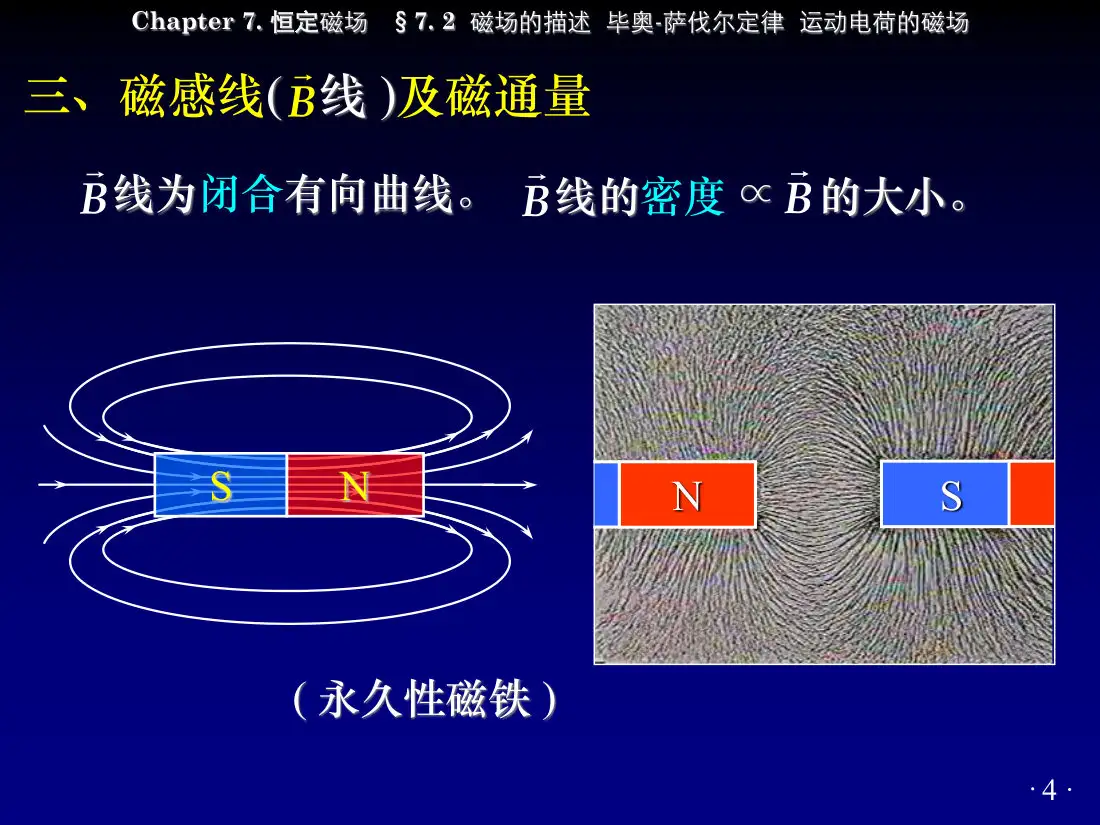 Chapter 7. 恒定磁场 §7. 2 磁场的描述 毕奥-萨伐尔定律 运动电荷的磁场
三、磁感线(B⃗线)及磁通量
B⃗线为闭合有向曲线。 B⃗线的密度 ∝ B⃗ 的大小。
S N
N S
(永久性磁铁)
·4·